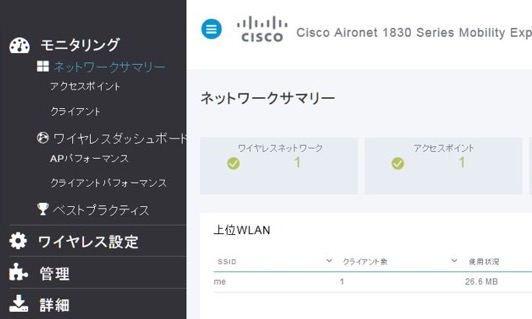 モニタリング
ネットワークサマリー
アクセスポイント
クライアント
ワイヤレスダッシュボード
APパフォーマンス
クライアントパフォーマンス
ベストプラクティス
ワイヤレス設定
管理
詳細
CISCO
Cisco Aironet 1830 Series Mobility Exp
ネットワークサマリー
ワイヤレスネットワーク
1
アクセスポイント
1
上位WLAN
SSID クライアント数 使用状況
me 1 26.6 MB